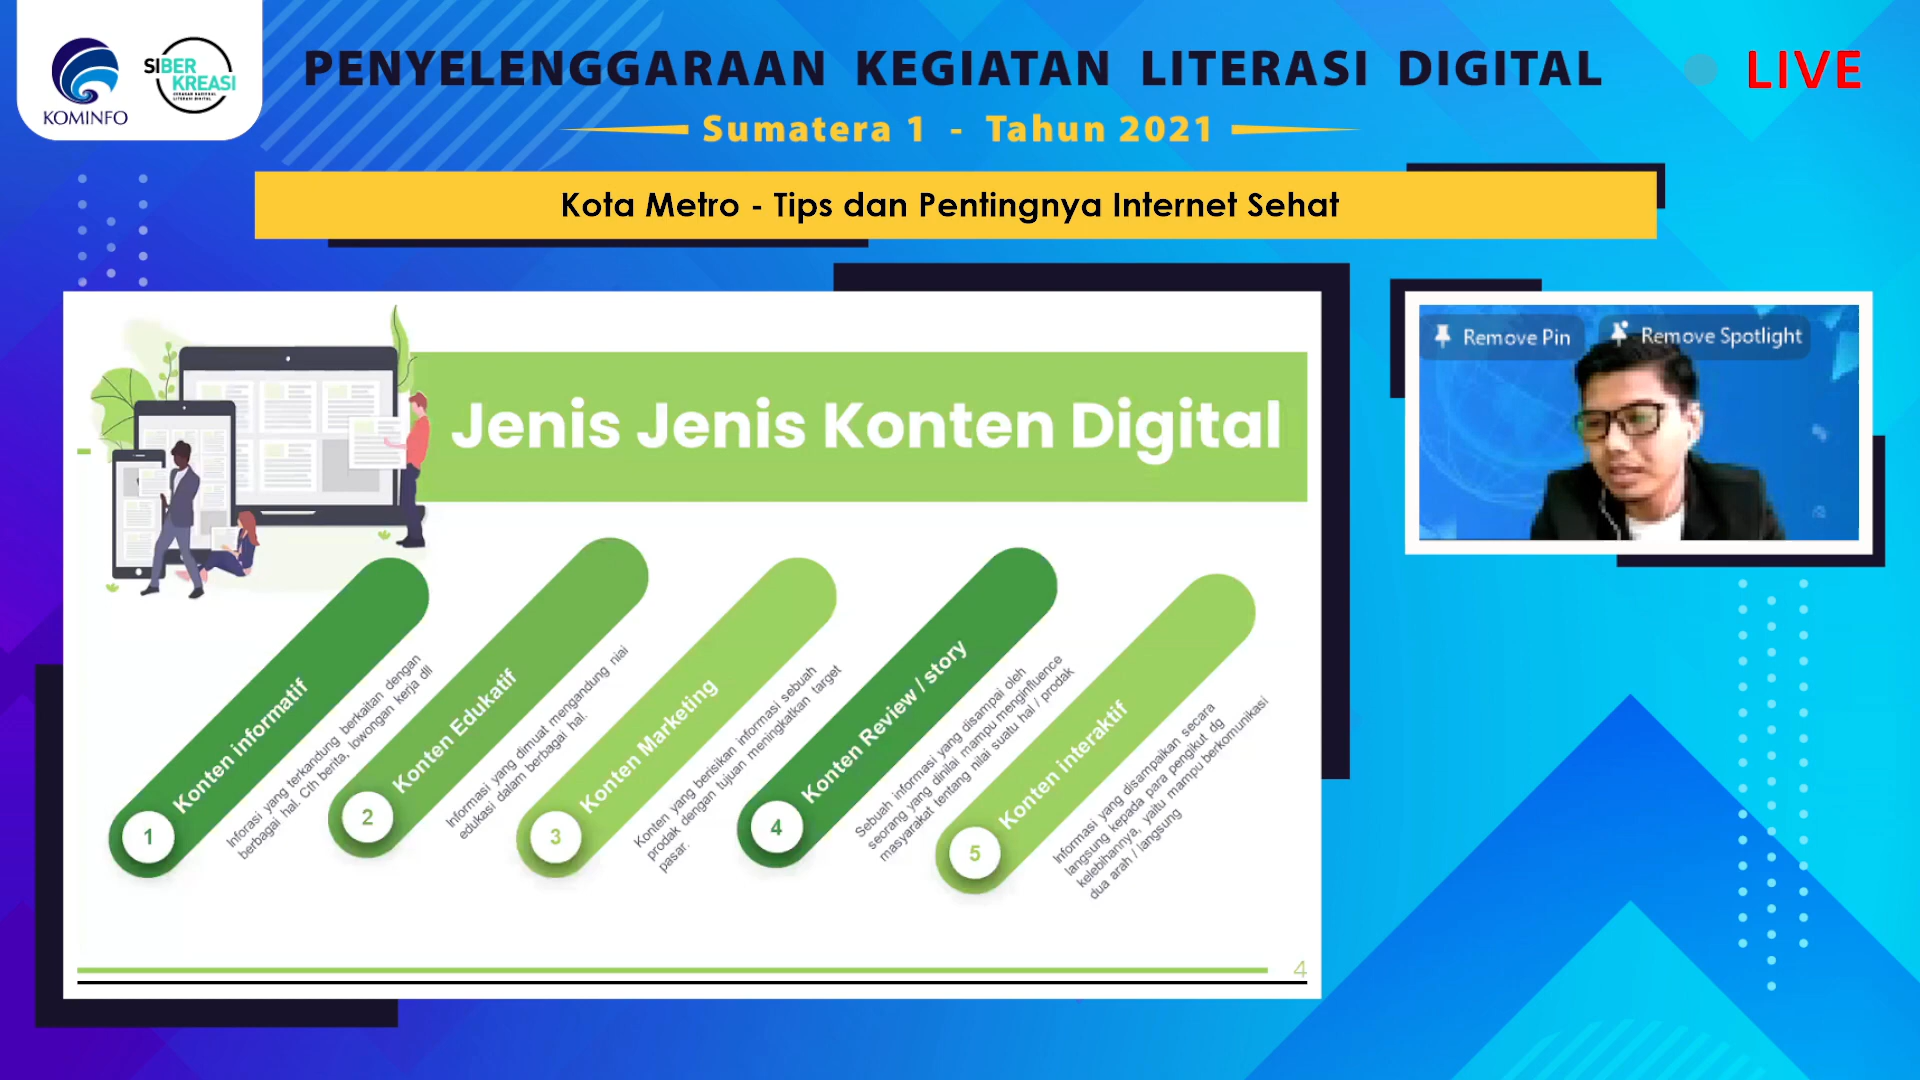 KOMINFO
SIBER
KREASI
GERAKAN NASIONAL
LITERASI DIGITAL
PENYELENGGARAAN KEGIATAN LITERASI DIGITAL
LIVE
Sumatera 1 - Tahun 2021
Kota Metro - Tips dan Pentingnya Internet Sehat
Remove Pin
Remove Spotlight
Jenis Jenis Konten Digital
1
Konten informatif
Inforasi yang terkandung berkaitan dengan
berbagai hal. Cth berita, lowongan kerja dll
2
Konten Edukatif
Informasi yang dimuat mengandung niai
edukasi dalam berbagai hal.
3
Konten Marketing
Konten yang berisikan informasi sebuah
prodak dengan tujuan meningkatkan target
pasar.
4
Konten Review / story
Sebuah informasi yang disampai oleh
seorang yang dinilai mampu menginfluence
masyarakat tentang nilai suatu hal / prodak
5
Konten interaktif
Informasi yang disampaikan secara
langsung kepada para pengikut dg
kelebihannya, yaitu mampu berkomunikasi
dua arah / langsung
4